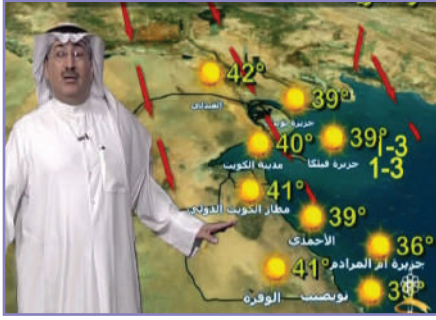 42°
العبدلي
39°
جزيرة بوبيان
40°
مدينة الكويت
39°
جزيرة فيلكا
1-3
1-3
41°
مطار الكويت الدولي
39°
الأحمدي
36°
جزيرة أم المرادم
41°
الوفرة
نويصيب